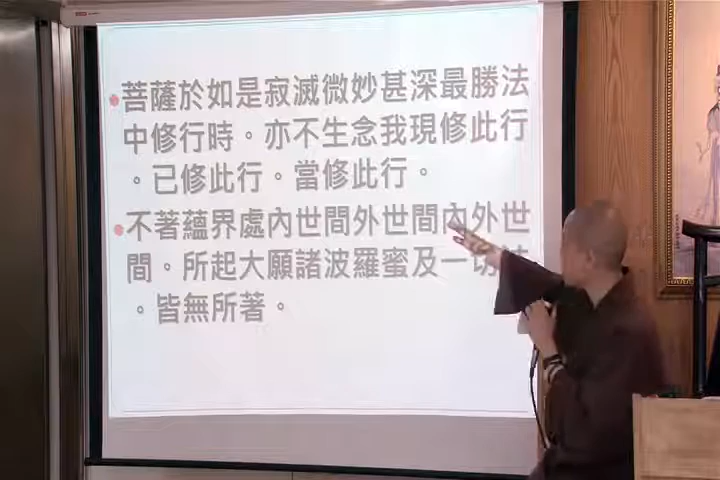 菩薩於如是寂滅微妙甚深最勝法
中修行時。亦不生念我現修此行
。已修此行。當修此行。
不著蘊界處內世間外世間內外世
間。所起大願諸波羅蜜及一切
。皆無所著。